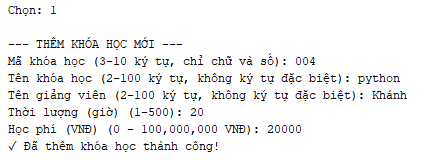 Chọn: 1
--- THÊM KHÓA HỌC MỚI ---
Mã khóa học (3-10 ký tự, chỉ chữ và số): 004
Tên khóa học (2-100 ký tự, không ký tự đặc biệt): python
Tên giảng viên (2-100 ký tự, không ký tự đặc biệt): Khánh
Thời lượng (giờ) (1-500): 20
Học phí (VNĐ) (0 - 100,000,000 VNĐ): 20000
✓ Đã thêm khóa học thành công!